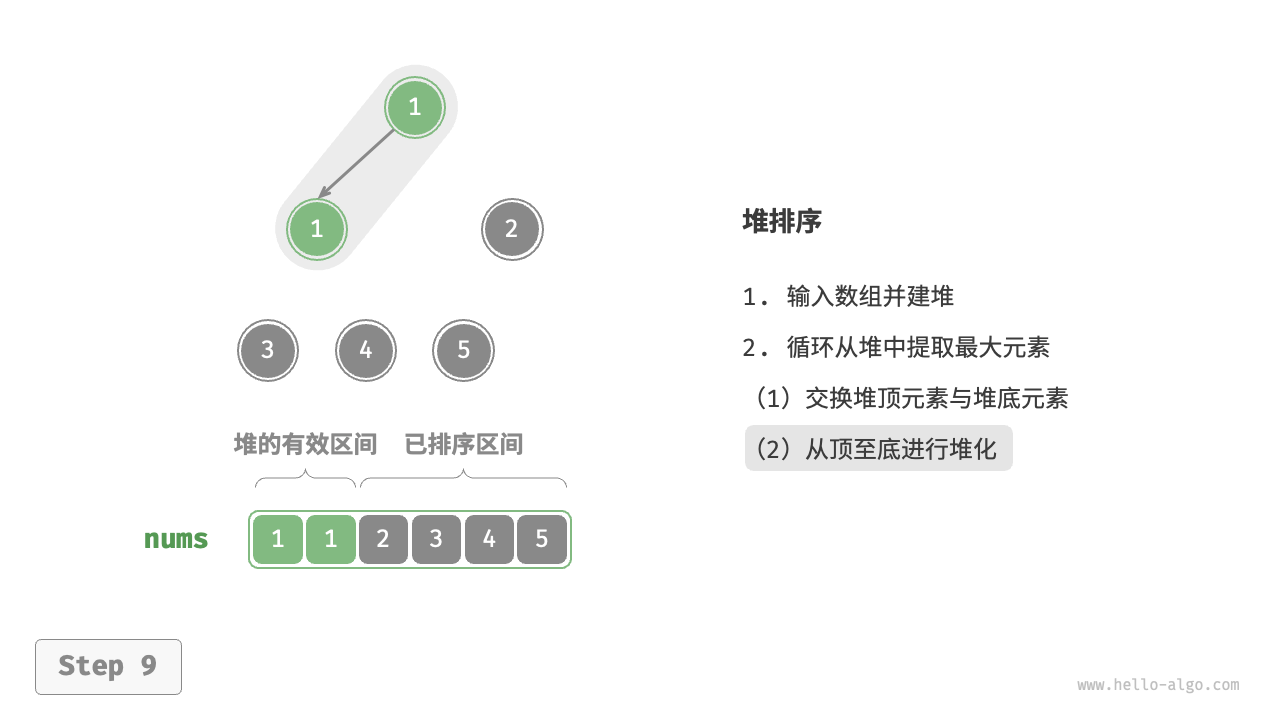 1
1
2
3 4 5
堆的有效区间 已排序区间
nums 1 1 2 3 4 5
Step 9
堆排序
1. 输入数组并建堆
2. 循环从堆中提取最大元素
（1）交换堆顶元素与堆底元素
（2）从顶至底进行堆化
www.hello-algo.com